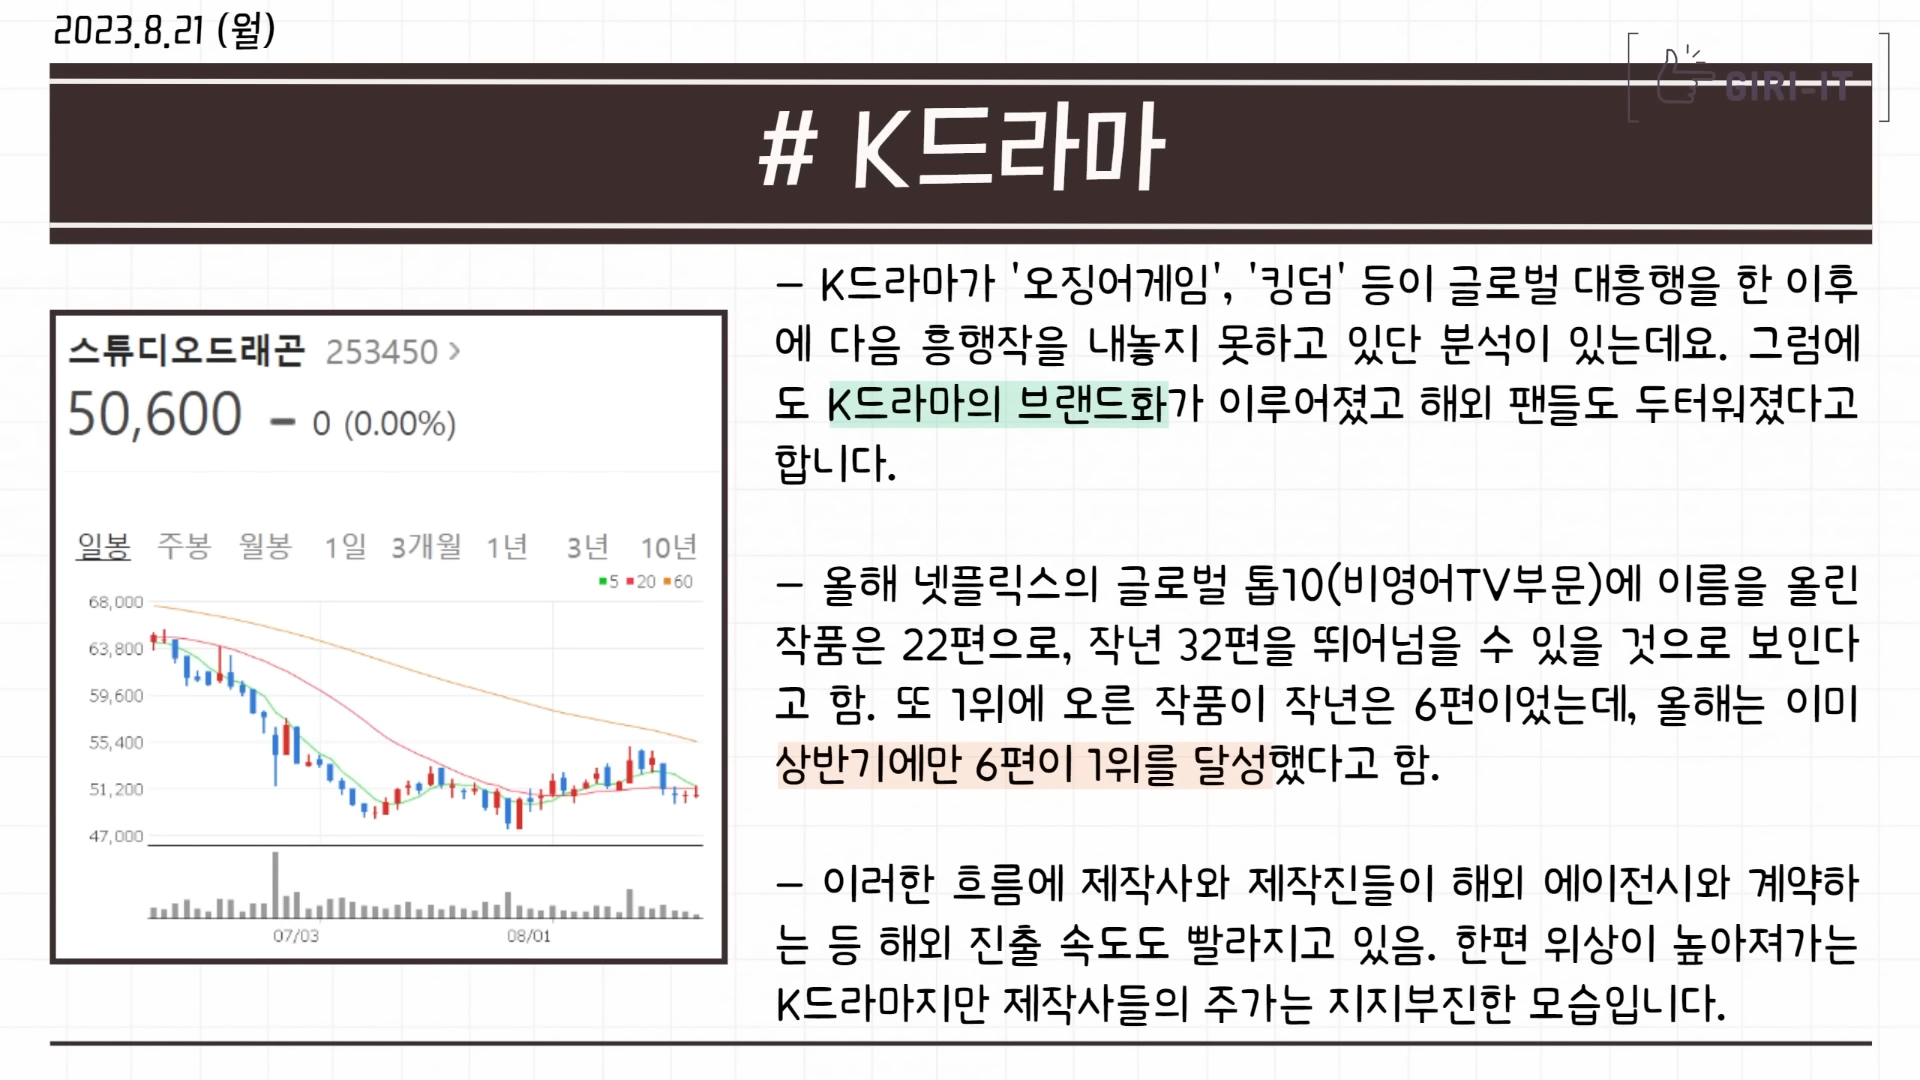 2023.8.21 (월)
GIRI-IT
# K드라마
스튜디오드래곤 253450 >
50,600 - 0 (0.00%)
일봉 주봉 월봉 1일 3개월 1년 3년 10년
5 20 60
68,000
63,800
59,600
55,400
51,200
47,000
07/03 08/01
- K드라마가 '오징어게임', '킹덤' 등이 글로벌 대흥행을 한 이후
에 다음 흥행작을 내놓지 못하고 있단 분석이 있는데요. 그럼에
도 K드라마의 브랜드화가 이루어졌고 해외 팬들도 두터워졌다고
합니다.
- 올해 넷플릭스의 글로벌 톱10(비영어TV부문)에 이름을 올린
작품은 22편으로, 작년 32편을 뛰어넘을 수 있을 것으로 보인다
고 함. 또 1위에 오른 작품이 작년은 6편이었는데, 올해는 이미
상반기에만 6편이 1위를 달성했다고 함.
- 이러한 흐름에 제작사와 제작진들이 해외 에이전시와 계약하
는 등 해외 진출 속도도 빨라지고 있음. 한편 위상이 높아져가는
K드라마지만 제작사들의 주가는 지지부진한 모습입니다.